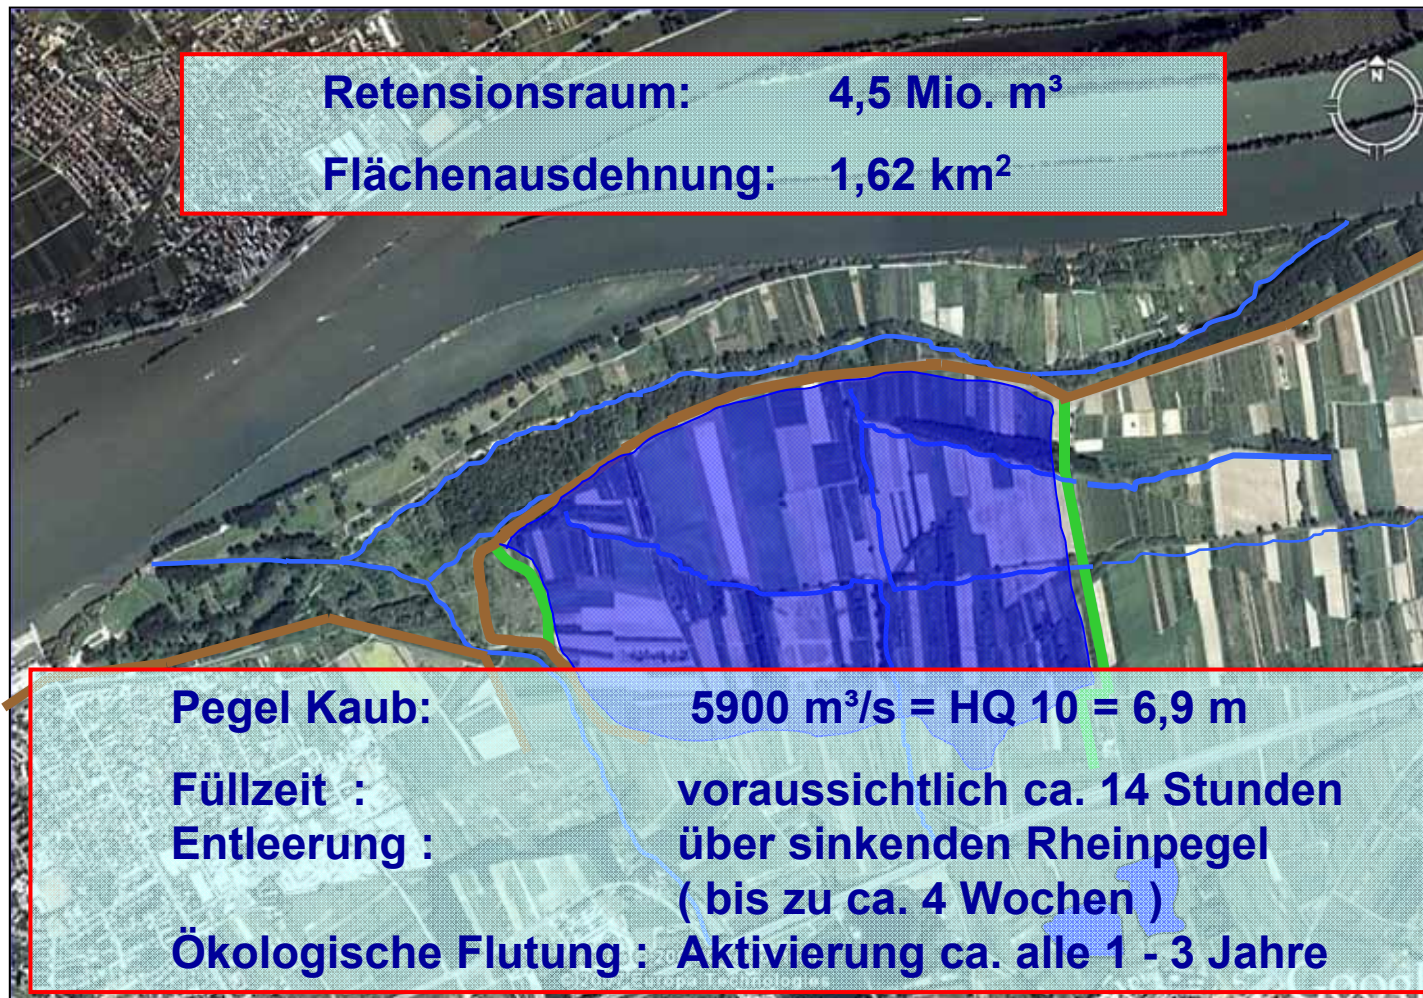 N
Retensionsraum: 4,5 Mio. m³
Flächenausdehnung: 1,62 km²
Pegel Kaub: 5900 m³/s = HQ 10 = 6,9 m
Füllzeit : voraussichtlich ca. 14 Stunden
Entleerung : über sinkenden Rheinpegel
( bis zu ca. 4 Wochen )
Ökologische Flutung : Aktivierung ca. alle 1 - 3 Jahre